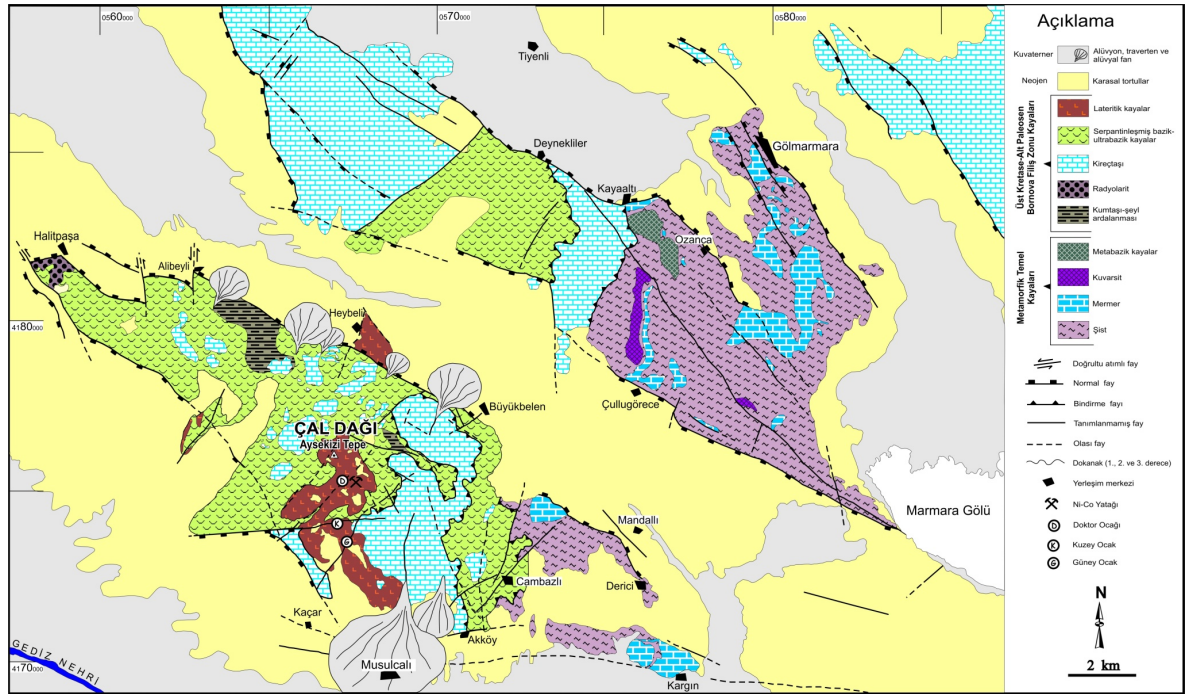 0560000
0570000
0580000
Tiyenli
Deynekliler
Gölmarmara
Kayaaltı
Ozanca
Halitpaşa
Alibeyli
4180000
Heybeli
Çullugörece
Büyükbelen
ÇAL DAĞI
Aysekizi Tepe
D
K
G
Marmara Gölü
Mandallı
Cambazlı
Derici
Kaçar
Akköy
GEDİZ NEHRİ
4170000
Musulcalı
Kargın
Açıklama
Kuvaterner
Alüvyon, traverten ve
alüvyal fan
Neojen
Karasal tortullar
Üst Kretase-Alt Paleosen
Bornova Filiş Zonu Kayaları
Lateritik kayalar
Serpantinleşmiş bazik-
ultrabazik kayalar
Kireçtaşı
Radyolarit
Kumtaşı-şeyl
ardalanması
Metamorfik Temel
Kayaları
Metabazik kayalar
Kuvarsit
Mermer
Şist
Doğrultu atımlı fay
Normal fay
Bindirme fayı
Tanımlanmamış fay
Olası fay
Dokanak (1., 2. ve 3. derece)
Yerleşim merkezi
Ni-Co Yatağı
D Doktor Ocağı
K Kuzey Ocak
G Güney Ocak
N
2 km